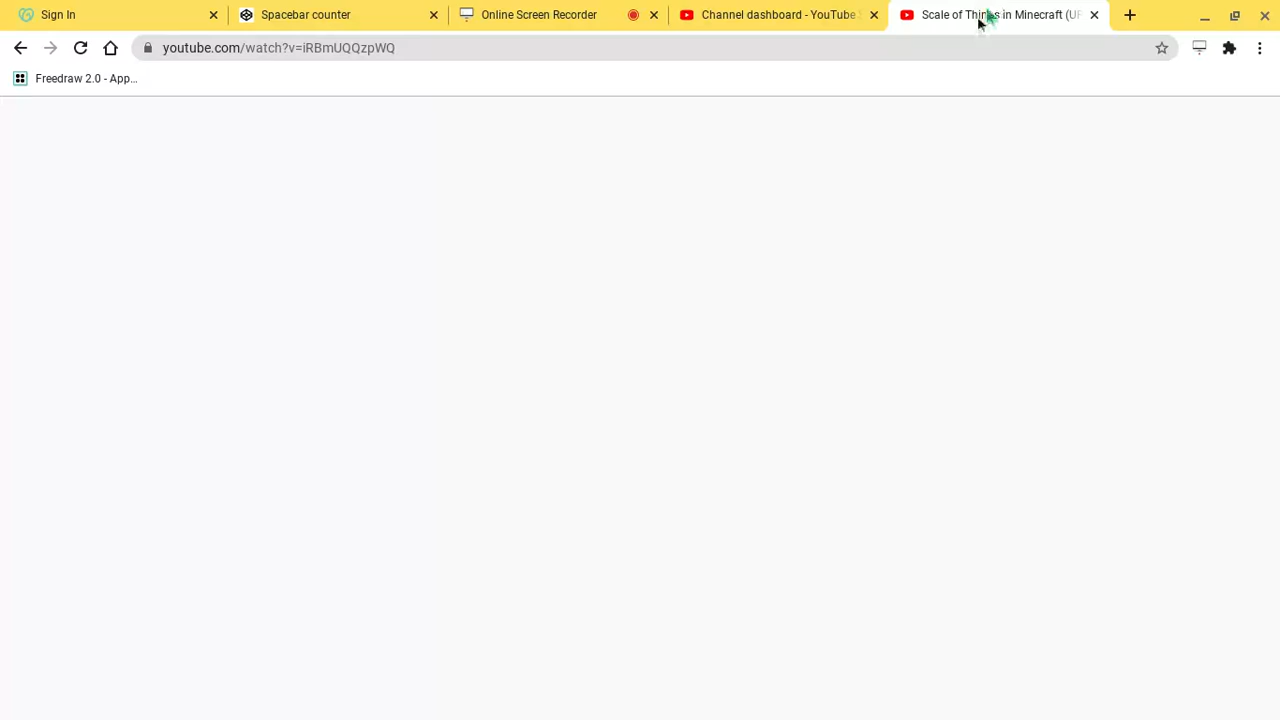 Sign In
Spacebar counter
Online Screen Recorder
Channel dashboard - YouTube
Scale of Things in Minecraft (UP
youtube.com/watch?v=iRBmUQQzpWQ
Freedraw 2.0 - App...